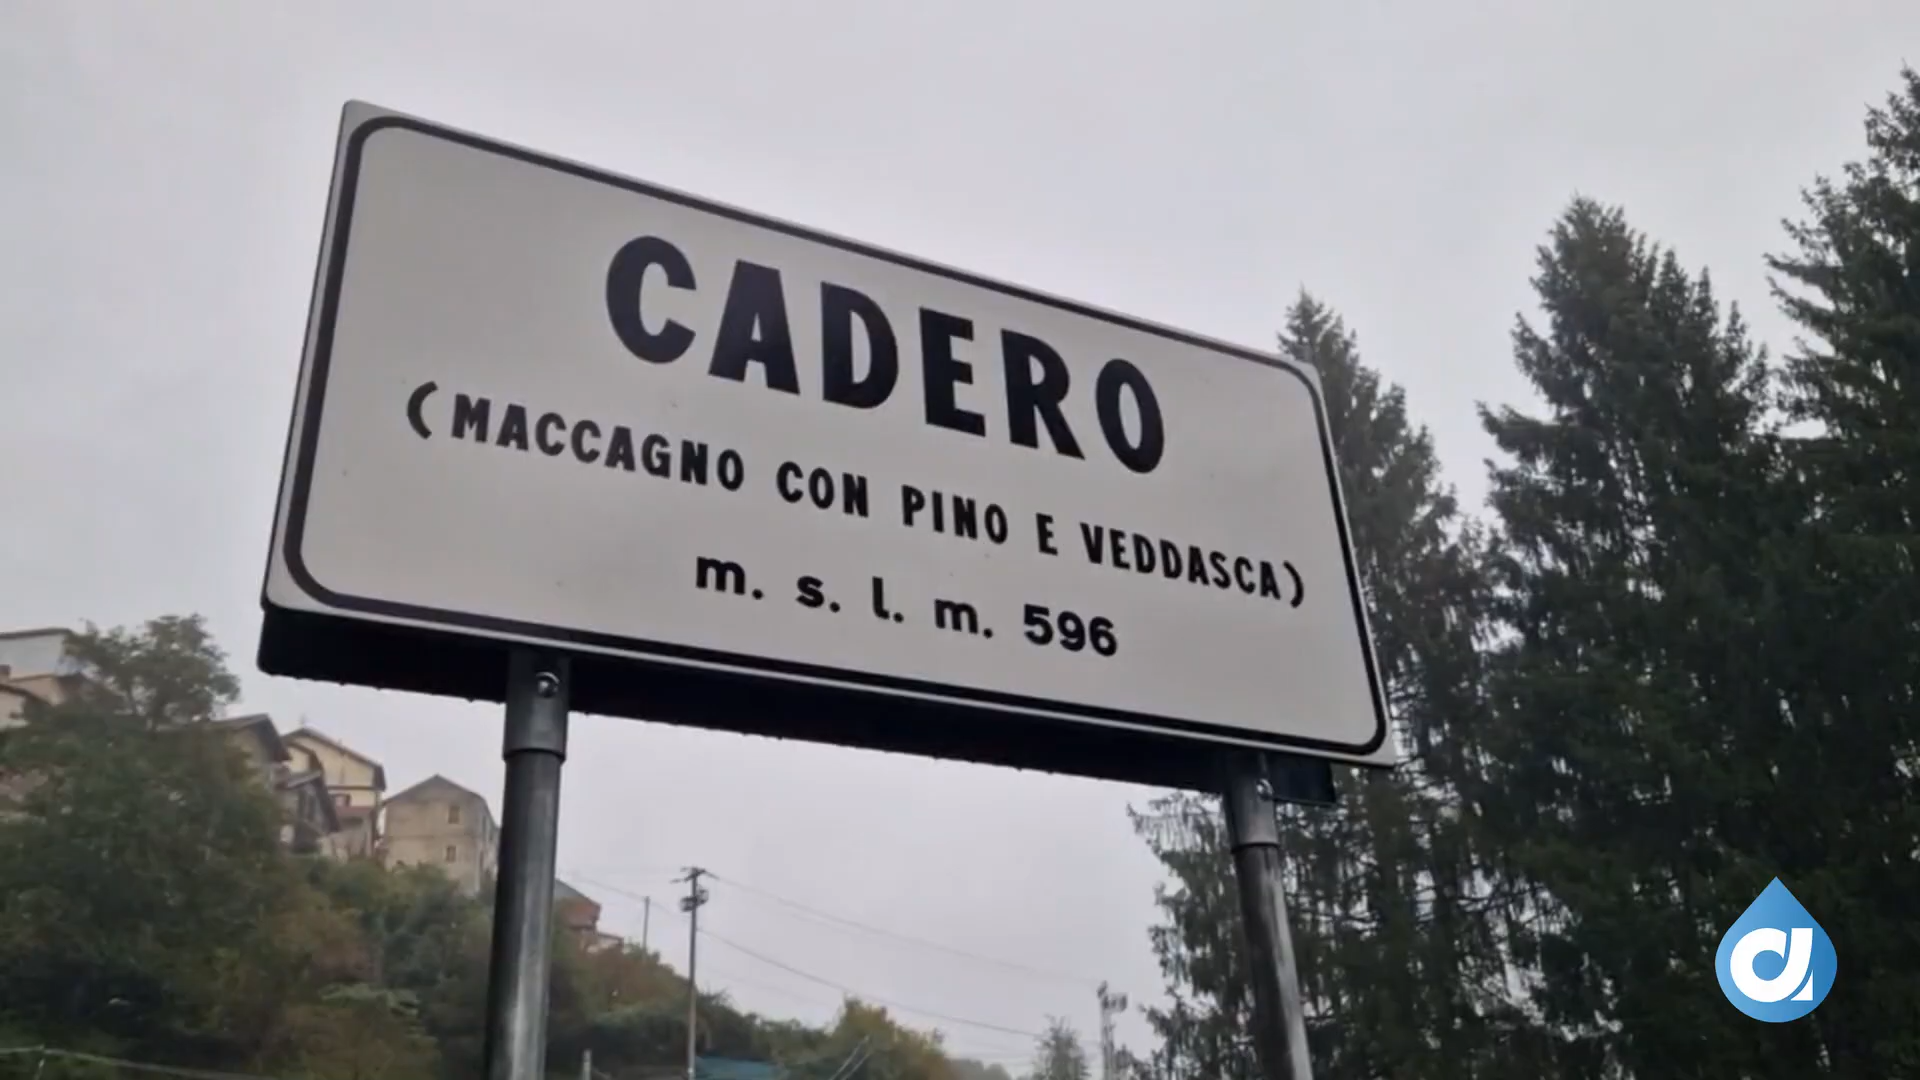 CADERO
(MACCAGNO CON PINO E VEDDASCA)
m. s. l. m. 596